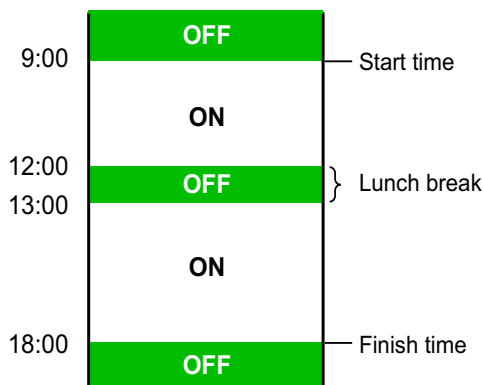 OFF
9:00
Start time
ON
12:00
OFF
Lunch break
13:00
ON
18:00
Finish time
OFF